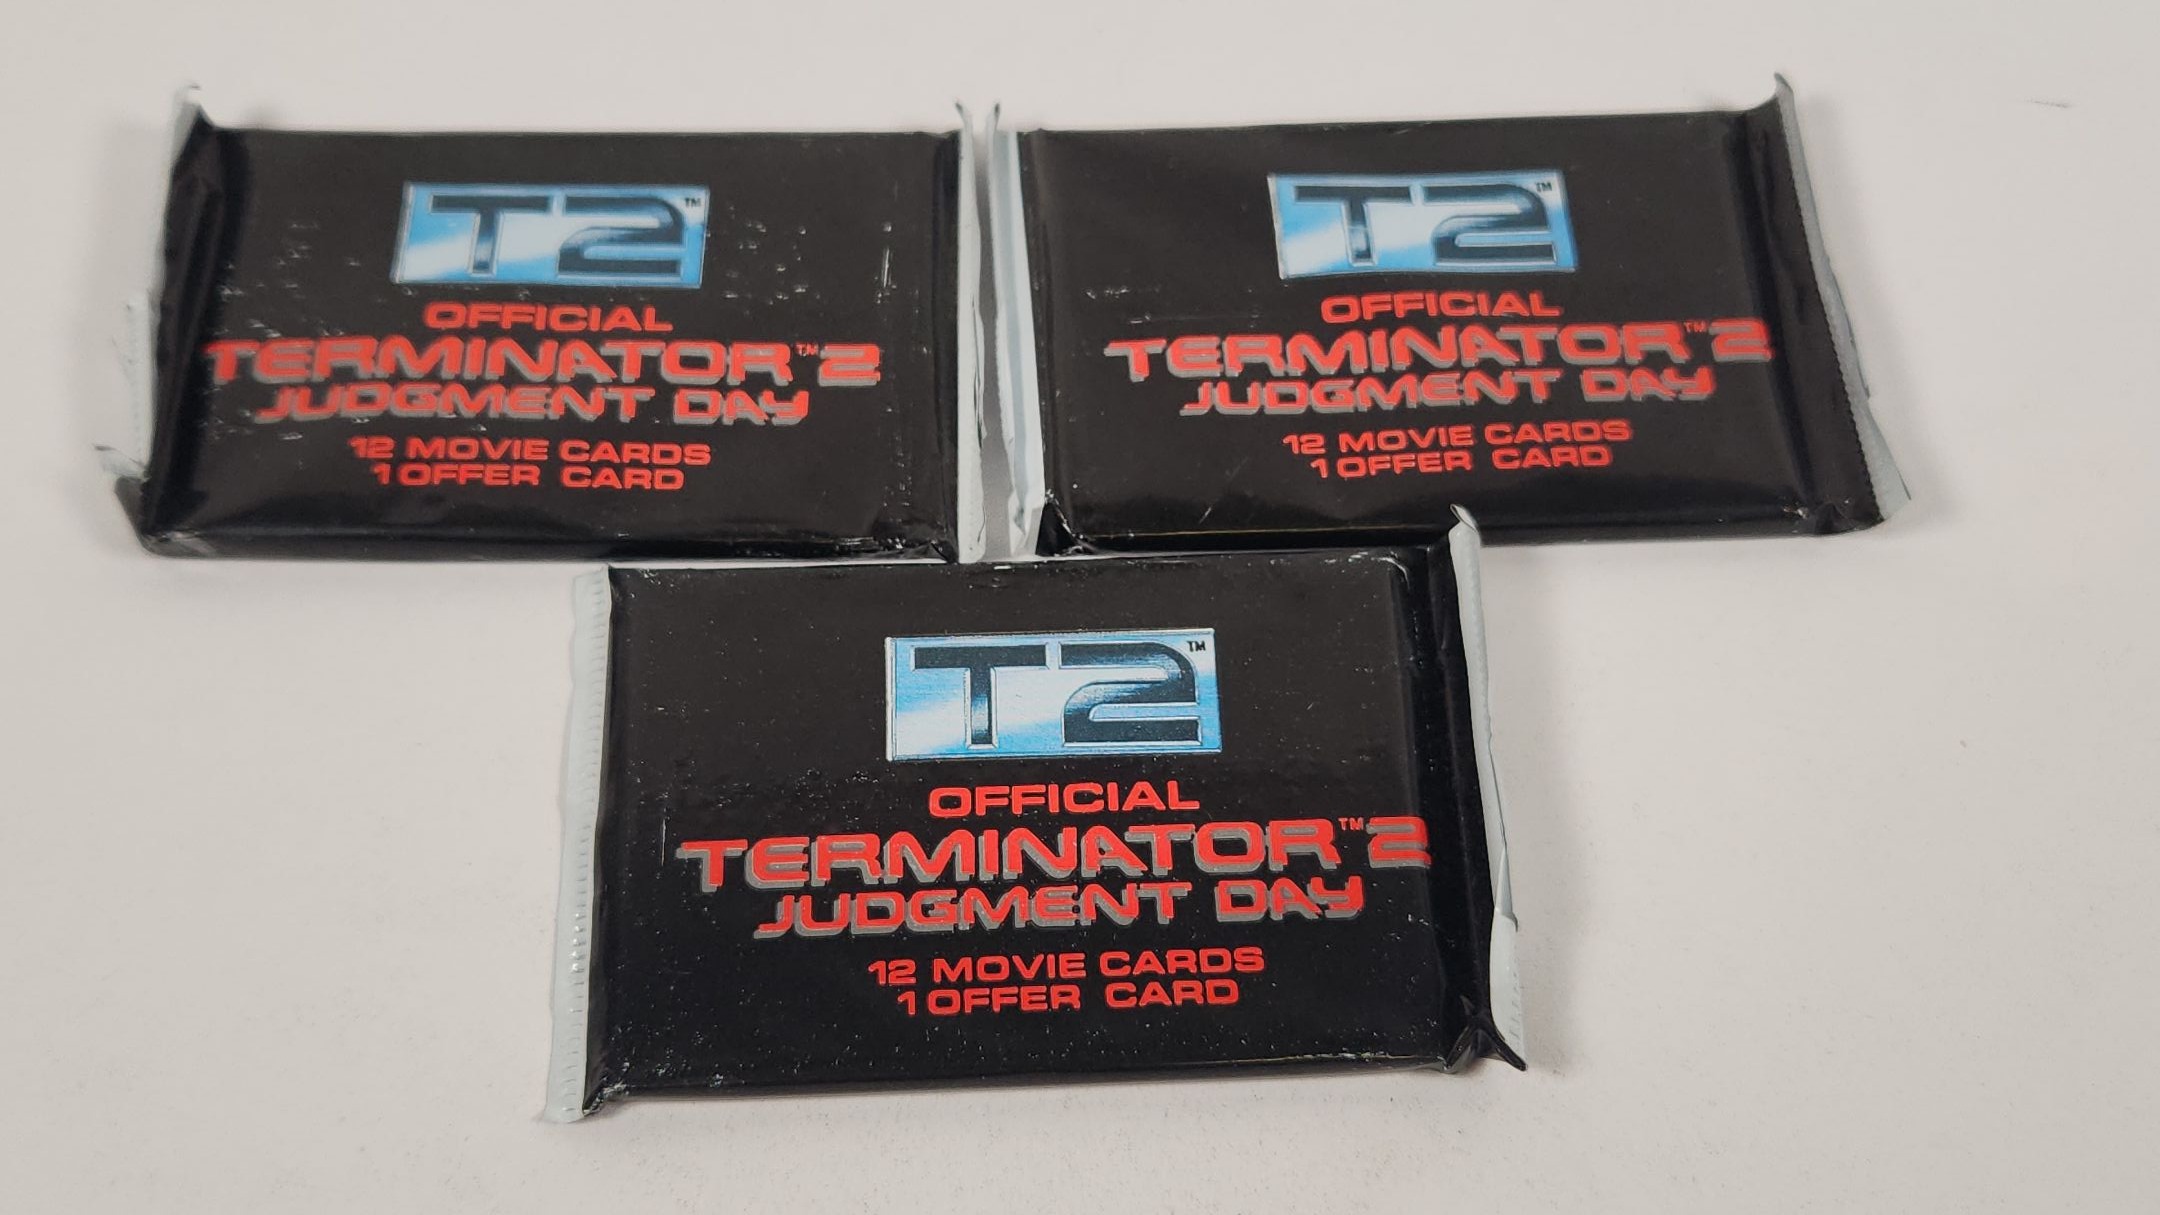 T2™
OFFICIAL
TERMINATOR™2
JUDGMENT DAY
12 MOVIE CARDS
1 OFFER CARD
T2™
OFFICIAL
TERMINATOR™2
JUDGMENT DAY
12 MOVIE CARDS
1 OFFER CARD
T2™
OFFICIAL
TERMINATOR™2
JUDGMENT DAY
12 MOVIE CARDS
1 OFFER CARD